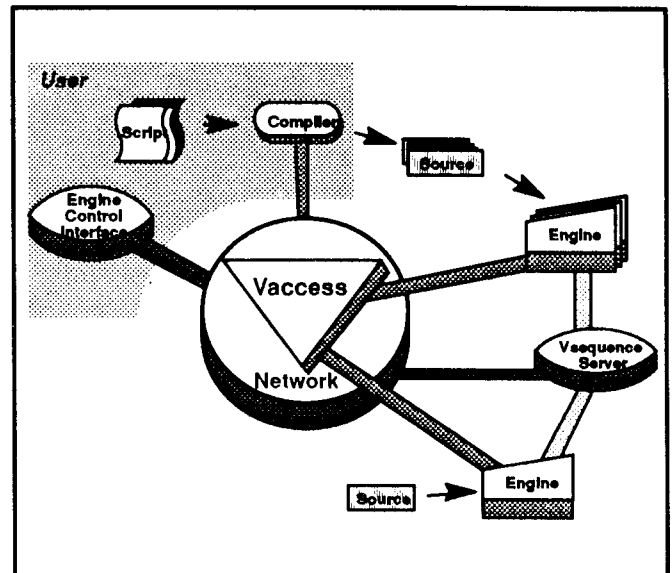 User
Script
Compiler
Source
Engine
Control
Interface
Engine
Vaccess
Network
Vsequence
Server
Source
Engine